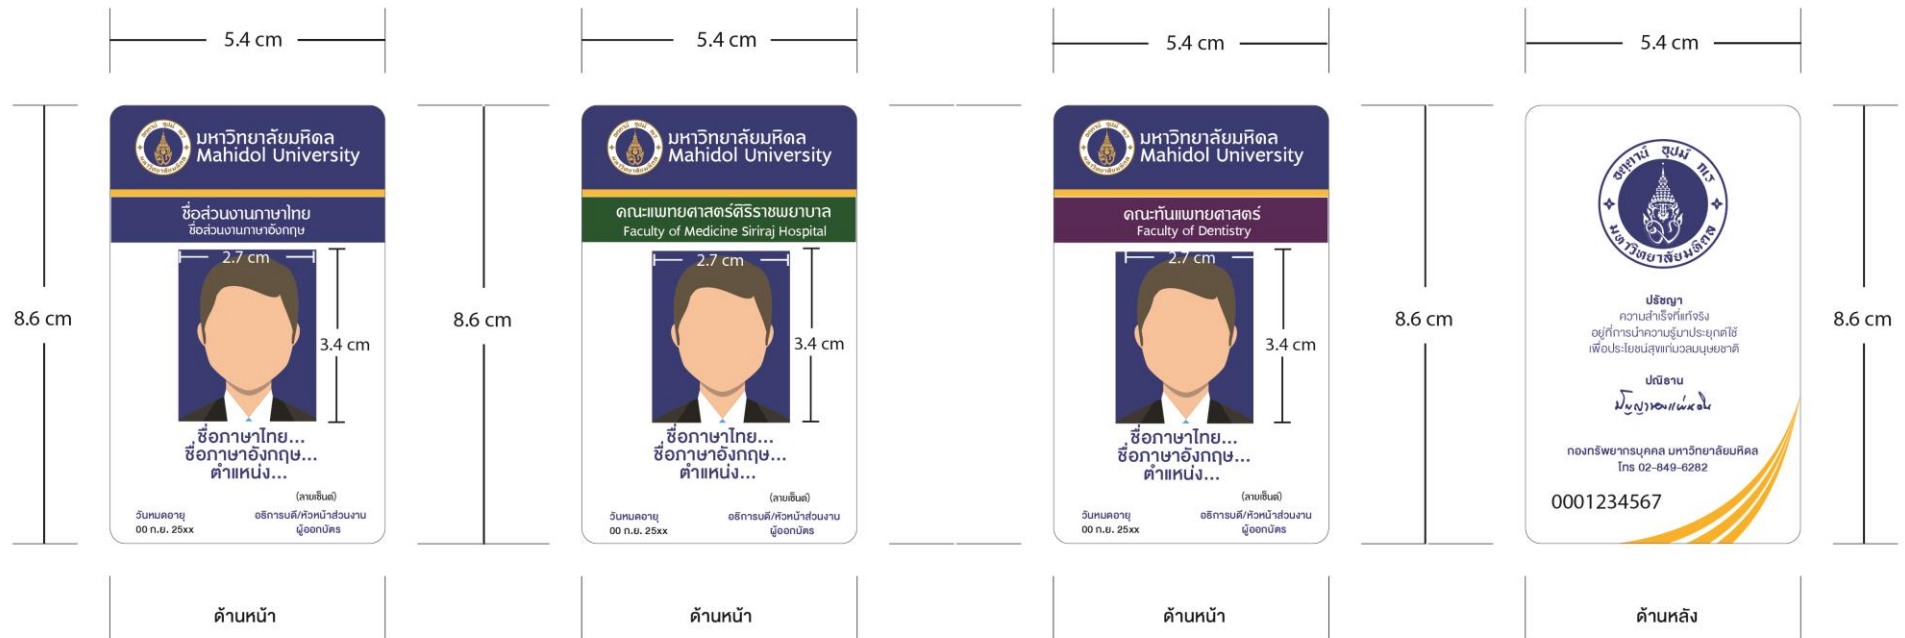 5.4 cm
5.4 cm
5.4 cm
5.4 cm
8.6 cm
มหาวิทยาลัยมหิดล
Mahidol University
ชื่อส่วนงานภาษาไทย
ชื่อส่วนงานภาษาอังกฤษ
2.7 cm
3.4 cm
ชื่อภาษาไทย...
ชื่อภาษาอังกฤษ...
ตำแหน่ง...
(ลายเซ็นต์)
วันหมดอายุ
00 ก.ย. 25xx
อธิการบดี/หัวหน้าส่วนงาน
ผู้ออกบัตร
ด้านหน้า
8.6 cm
มหาวิทยาลัยมหิดล
Mahidol University
คณะแพทยศาสตร์ศิริราชพยาบาล
Faculty of Medicine Siriraj Hospital
2.7 cm
3.4 cm
ชื่อภาษาไทย...
ชื่อภาษาอังกฤษ...
ตำแหน่ง...
(ลายเซ็นต์)
วันหมดอายุ
00 ก.ย. 25xx
อธิการบดี/หัวหน้าส่วนงาน
ผู้ออกบัตร
ด้านหน้า
มหาวิทยาลัยมหิดล
Mahidol University
คณะทันตแพทยศาสตร์
Faculty of Dentistry
2.7 cm
3.4 cm
ชื่อภาษาไทย...
ชื่อภาษาอังกฤษ...
ตำแหน่ง...
(ลายเซ็นต์)
วันหมดอายุ
00 ก.ย. 25xx
อธิการบดี/หัวหน้าส่วนงาน
ผู้ออกบัตร
ด้านหน้า
8.6 cm
อตฺตานํ อุปมํ กเร
มหาวิทยาลัยมหิดล
ปรัชญา
ความสำเร็จที่แท้จริง
อยู่ที่การนำความรู้มาประยุกต์ใช้
เพื่อประโยชน์สุขแก่มวลมนุษยชาติ
ปณิธาน
ปัญญาของแผ่นดิน
กองทรัพยากรบุคคล มหาวิทยาลัยมหิดล
โทร 02-849-6282
0001234567
ด้านหลัง
8.6 cm